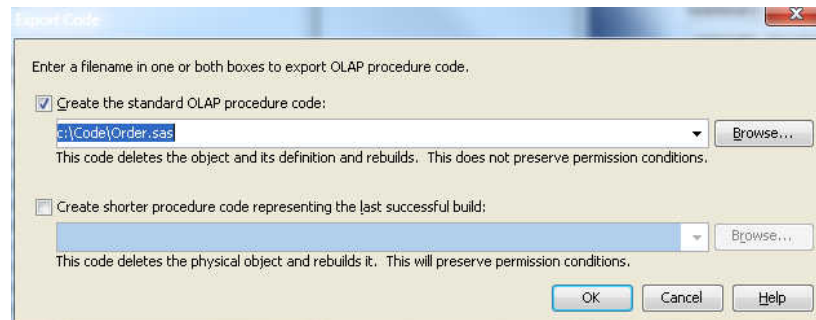 Export Code
Enter a filename in one or both boxes to export OLAP procedure code.
Create the standard OLAP procedure code:
c:\Code\Order.sas
Browse...
This code deletes the object and its definition and rebuilds. This does not preserve permission conditions.
Create shorter procedure code representing the last successful build:
Browse...
This code deletes the physical object and rebuilds it. This will preserve permission conditions.
OK Cancel Help